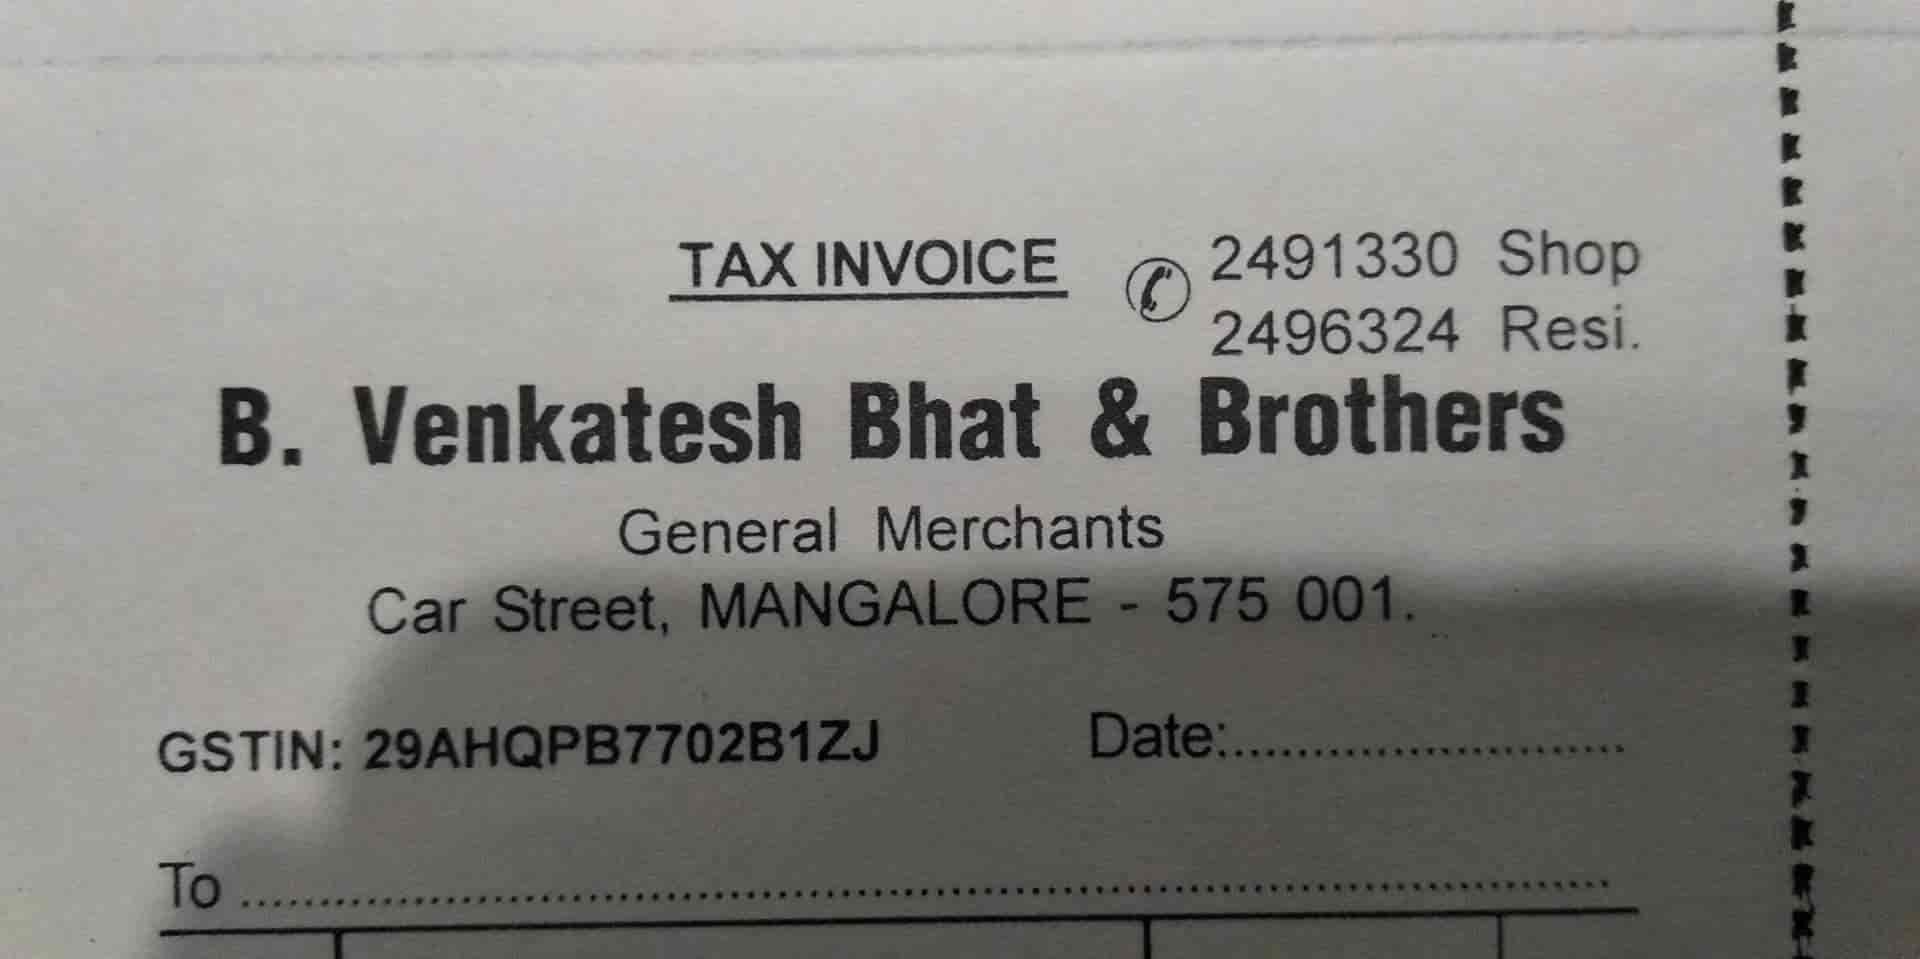 TAX INVOICE
2491330 Shop
2496324 Resi.
B. Venkatesh Bhat & Brothers
General Merchants
Car Street, MANGALORE - 575 001.
GSTIN: 29AHQPB7702B1ZJ Date:..............................
To ..............................................................................